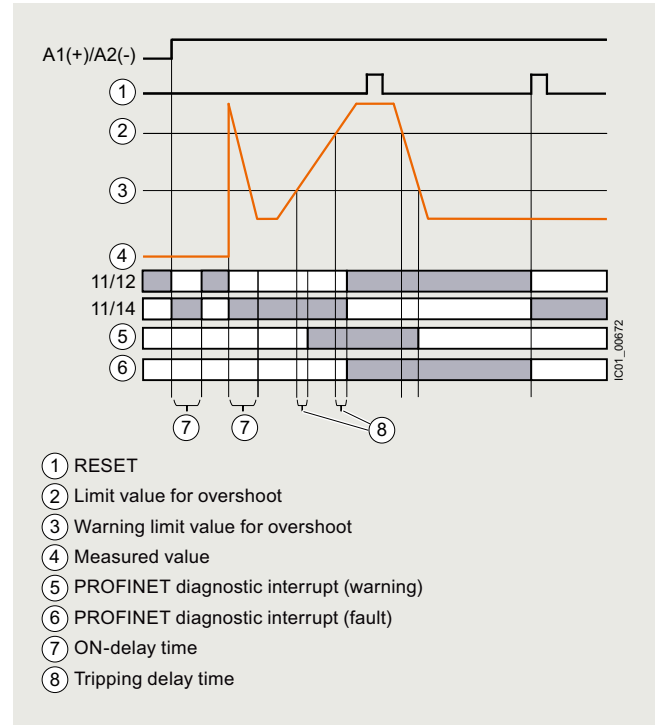 A1(+)/A2(-)
1
2
3
4
11/12
11/14
5
6
7 7 8
IC01_00672
1 RESET
2 Limit value for overshoot
3 Warning limit value for overshoot
4 Measured value
5 PROFINET diagnostic interrupt (warning)
6 PROFINET diagnostic interrupt (fault)
7 ON-delay time
8 Tripping delay time